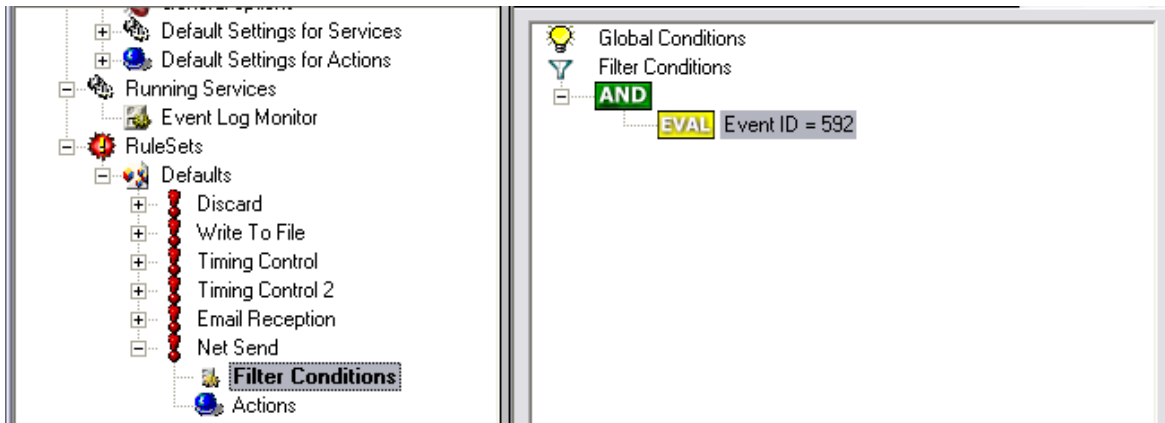 General option
Default Settings for Services
Default Settings for Actions
Running Services
Event Log Monitor
RuleSets
Defaults
Discard
Write To File
Timing Control
Timing Control 2
Email Reception
Net Send
Filter Conditions
Actions
Global Conditions
Filter Conditions
AND
EVAL Event ID = 592